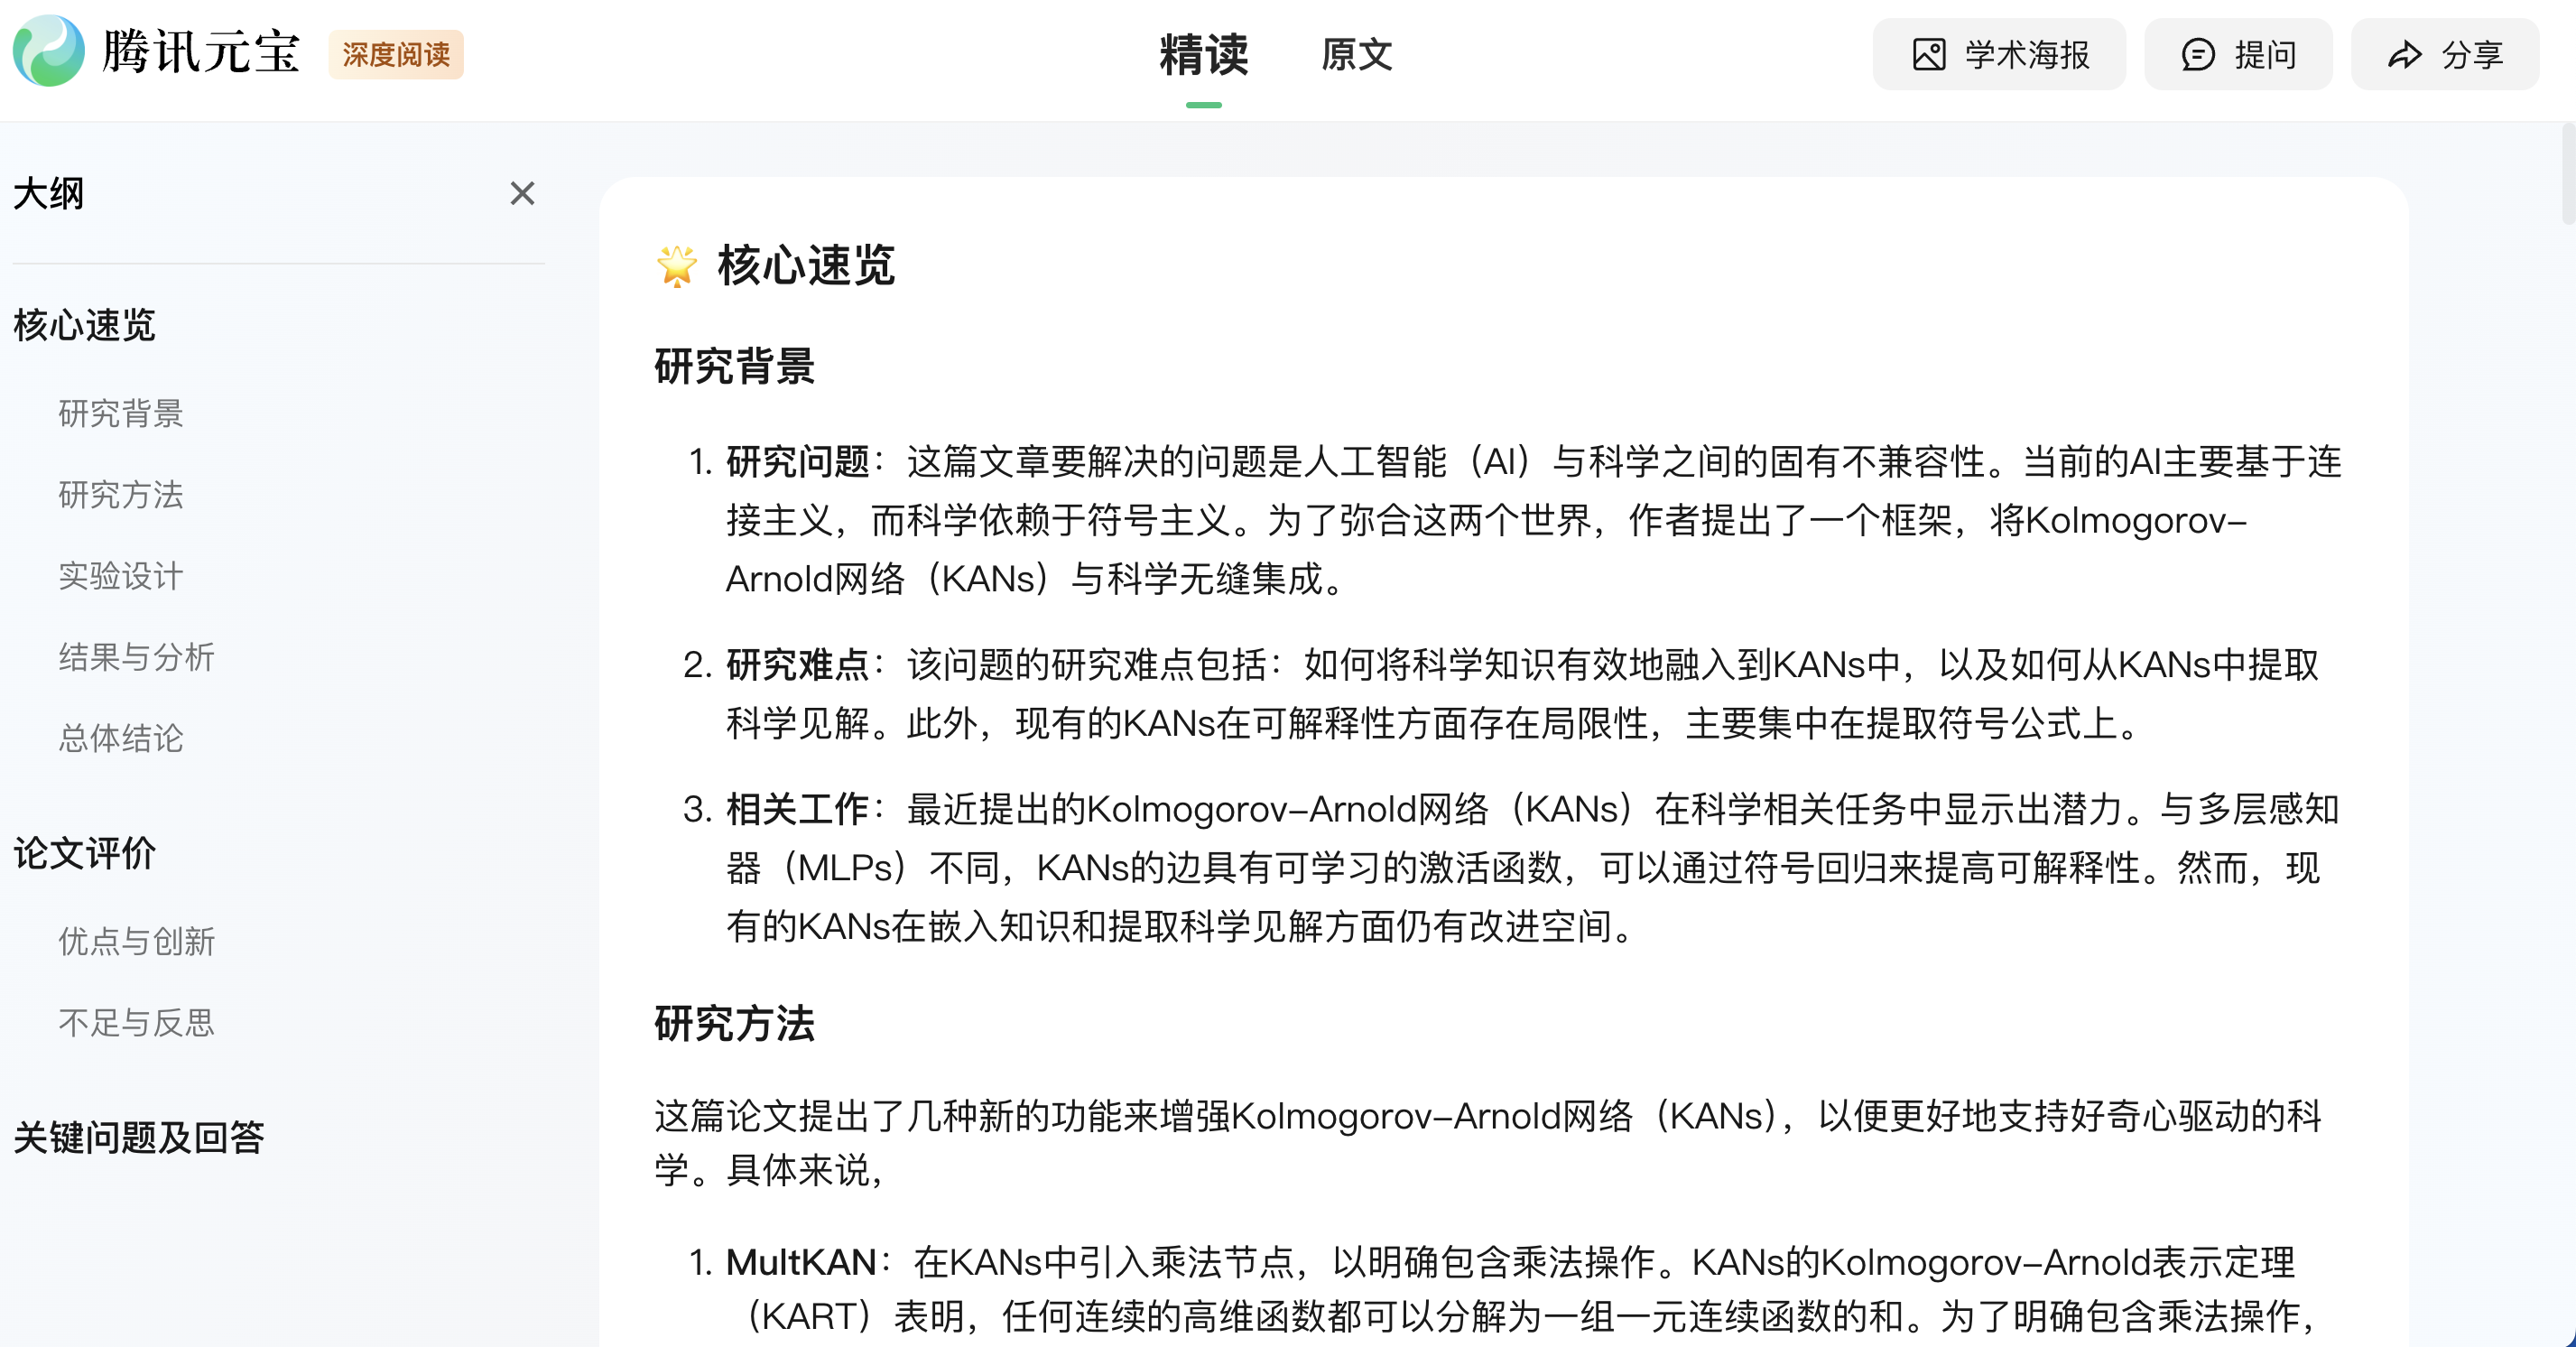 腾讯元宝 深度阅读
精读 原文
学术海报 提问 分享
大纲
核心速览
研究背景
研究方法
实验设计
结果与分析
总体结论
论文评价
优点与创新
不足与反思
关键问题及回答
🌟 核心速览
研究背景
1. 研究问题：这篇文章要解决的问题是人工智能（AI）与科学之间的固有不兼容性。当前的AI主要基于连
接主义，而科学依赖于符号主义。为了弥合这两个世界，作者提出了一个框架，将Kolmogorov–
Arnold网络（KANs）与科学无缝集成。
2. 研究难点：该问题的研究难点包括：如何将科学知识有效地融入到KANs中，以及如何从KANs中提取
科学见解。此外，现有的KANs在可解释性方面存在局限性，主要集中在提取符号公式上。
3. 相关工作：最近提出的Kolmogorov–Arnold网络（KANs）在科学相关任务中显示出潜力。与多层感知
器（MLPs）不同，KANs的边具有可学习的激活函数，可以通过符号回归来提高可解释性。然而，现
有的KANs在嵌入知识和提取科学见解方面仍有改进空间。
研究方法
这篇论文提出了几种新的功能来增强Kolmogorov–Arnold网络（KANs），以便更好地支持好奇心驱动的科
学。具体来说，
1. MultKAN：在KANs中引入乘法节点，以明确包含乘法操作。KANs的Kolmogorov–Arnold表示定理
（KART）表明，任何连续的高维函数都可以分解为一组一元连续函数的和。为了明确包含乘法操作，